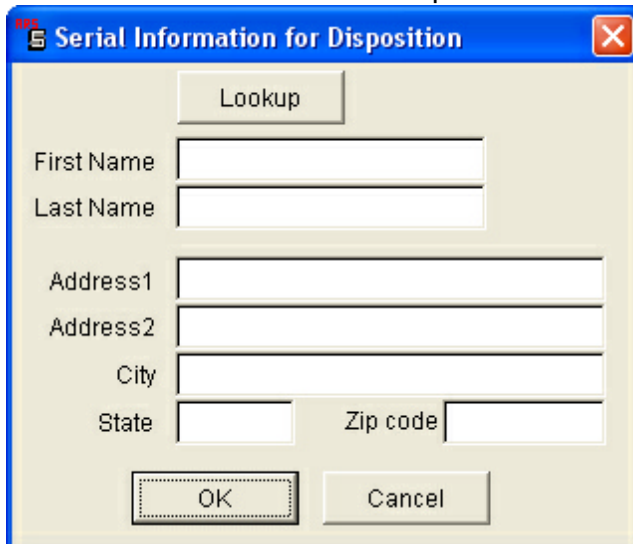 Serial Information for Disposition
Lookup
First Name
Last Name
Address1
Address2
City
State Zip code
OK Cancel